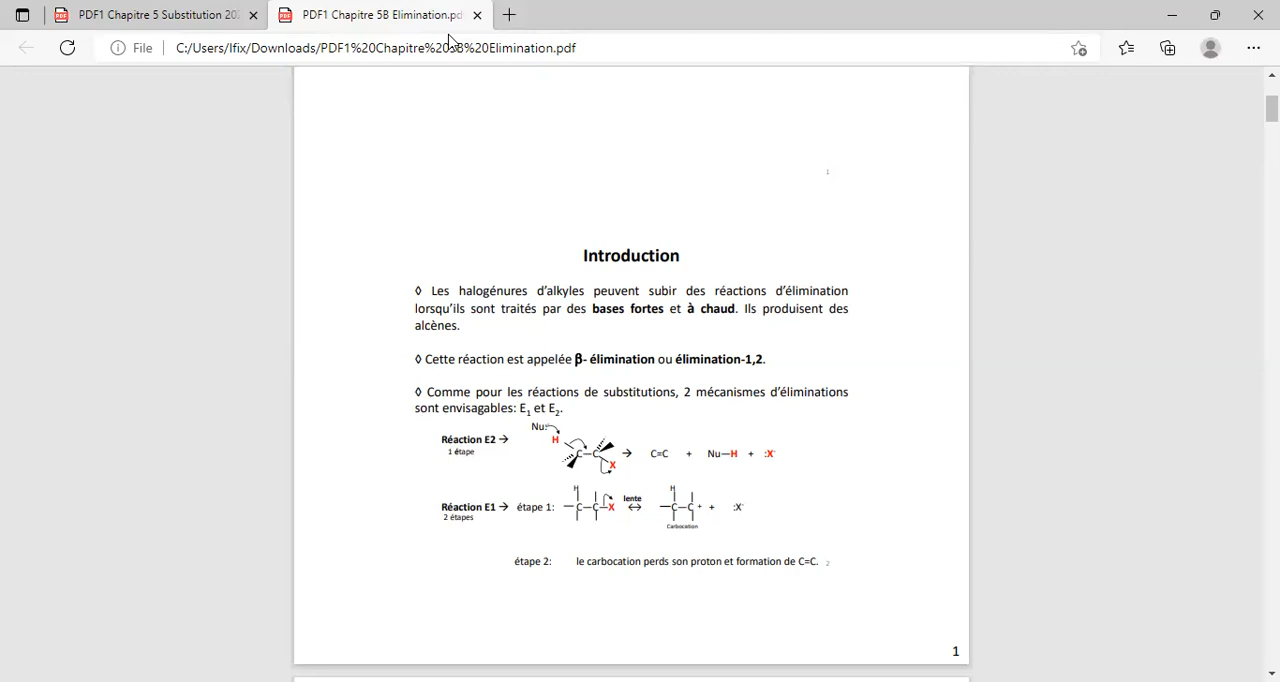 PDF1 Chapitre 5 Substitution 202
PDF1 Chapitre 5B Elimination.pd
File
C:/Users/Ifix/Downloads/PDF1%20Chapitre%205B%20Elimination.pdf
1
Introduction
◊ Les halogénures d’alkyles peuvent subir des réactions d’élimination
lorsqu’ils sont traités par des bases fortes et à chaud. Ils produisent des
alcènes.
◊ Cette réaction est appelée β- élimination ou élimination-1,2.
◊ Comme pour les réactions de substitutions, 2 mécanismes d’éliminations
sont envisagables: E1 et E2.
Nu:
Réaction E2 → H C–C X → C=C + Nu—H + :X-
1 étape
Réaction E1 → étape 1: H –C–C–X lente ↔ H –C–C + + :X-
2 étapes
Carbocation
étape 2: le carbocation perds son proton et formation de C=C. 2
1